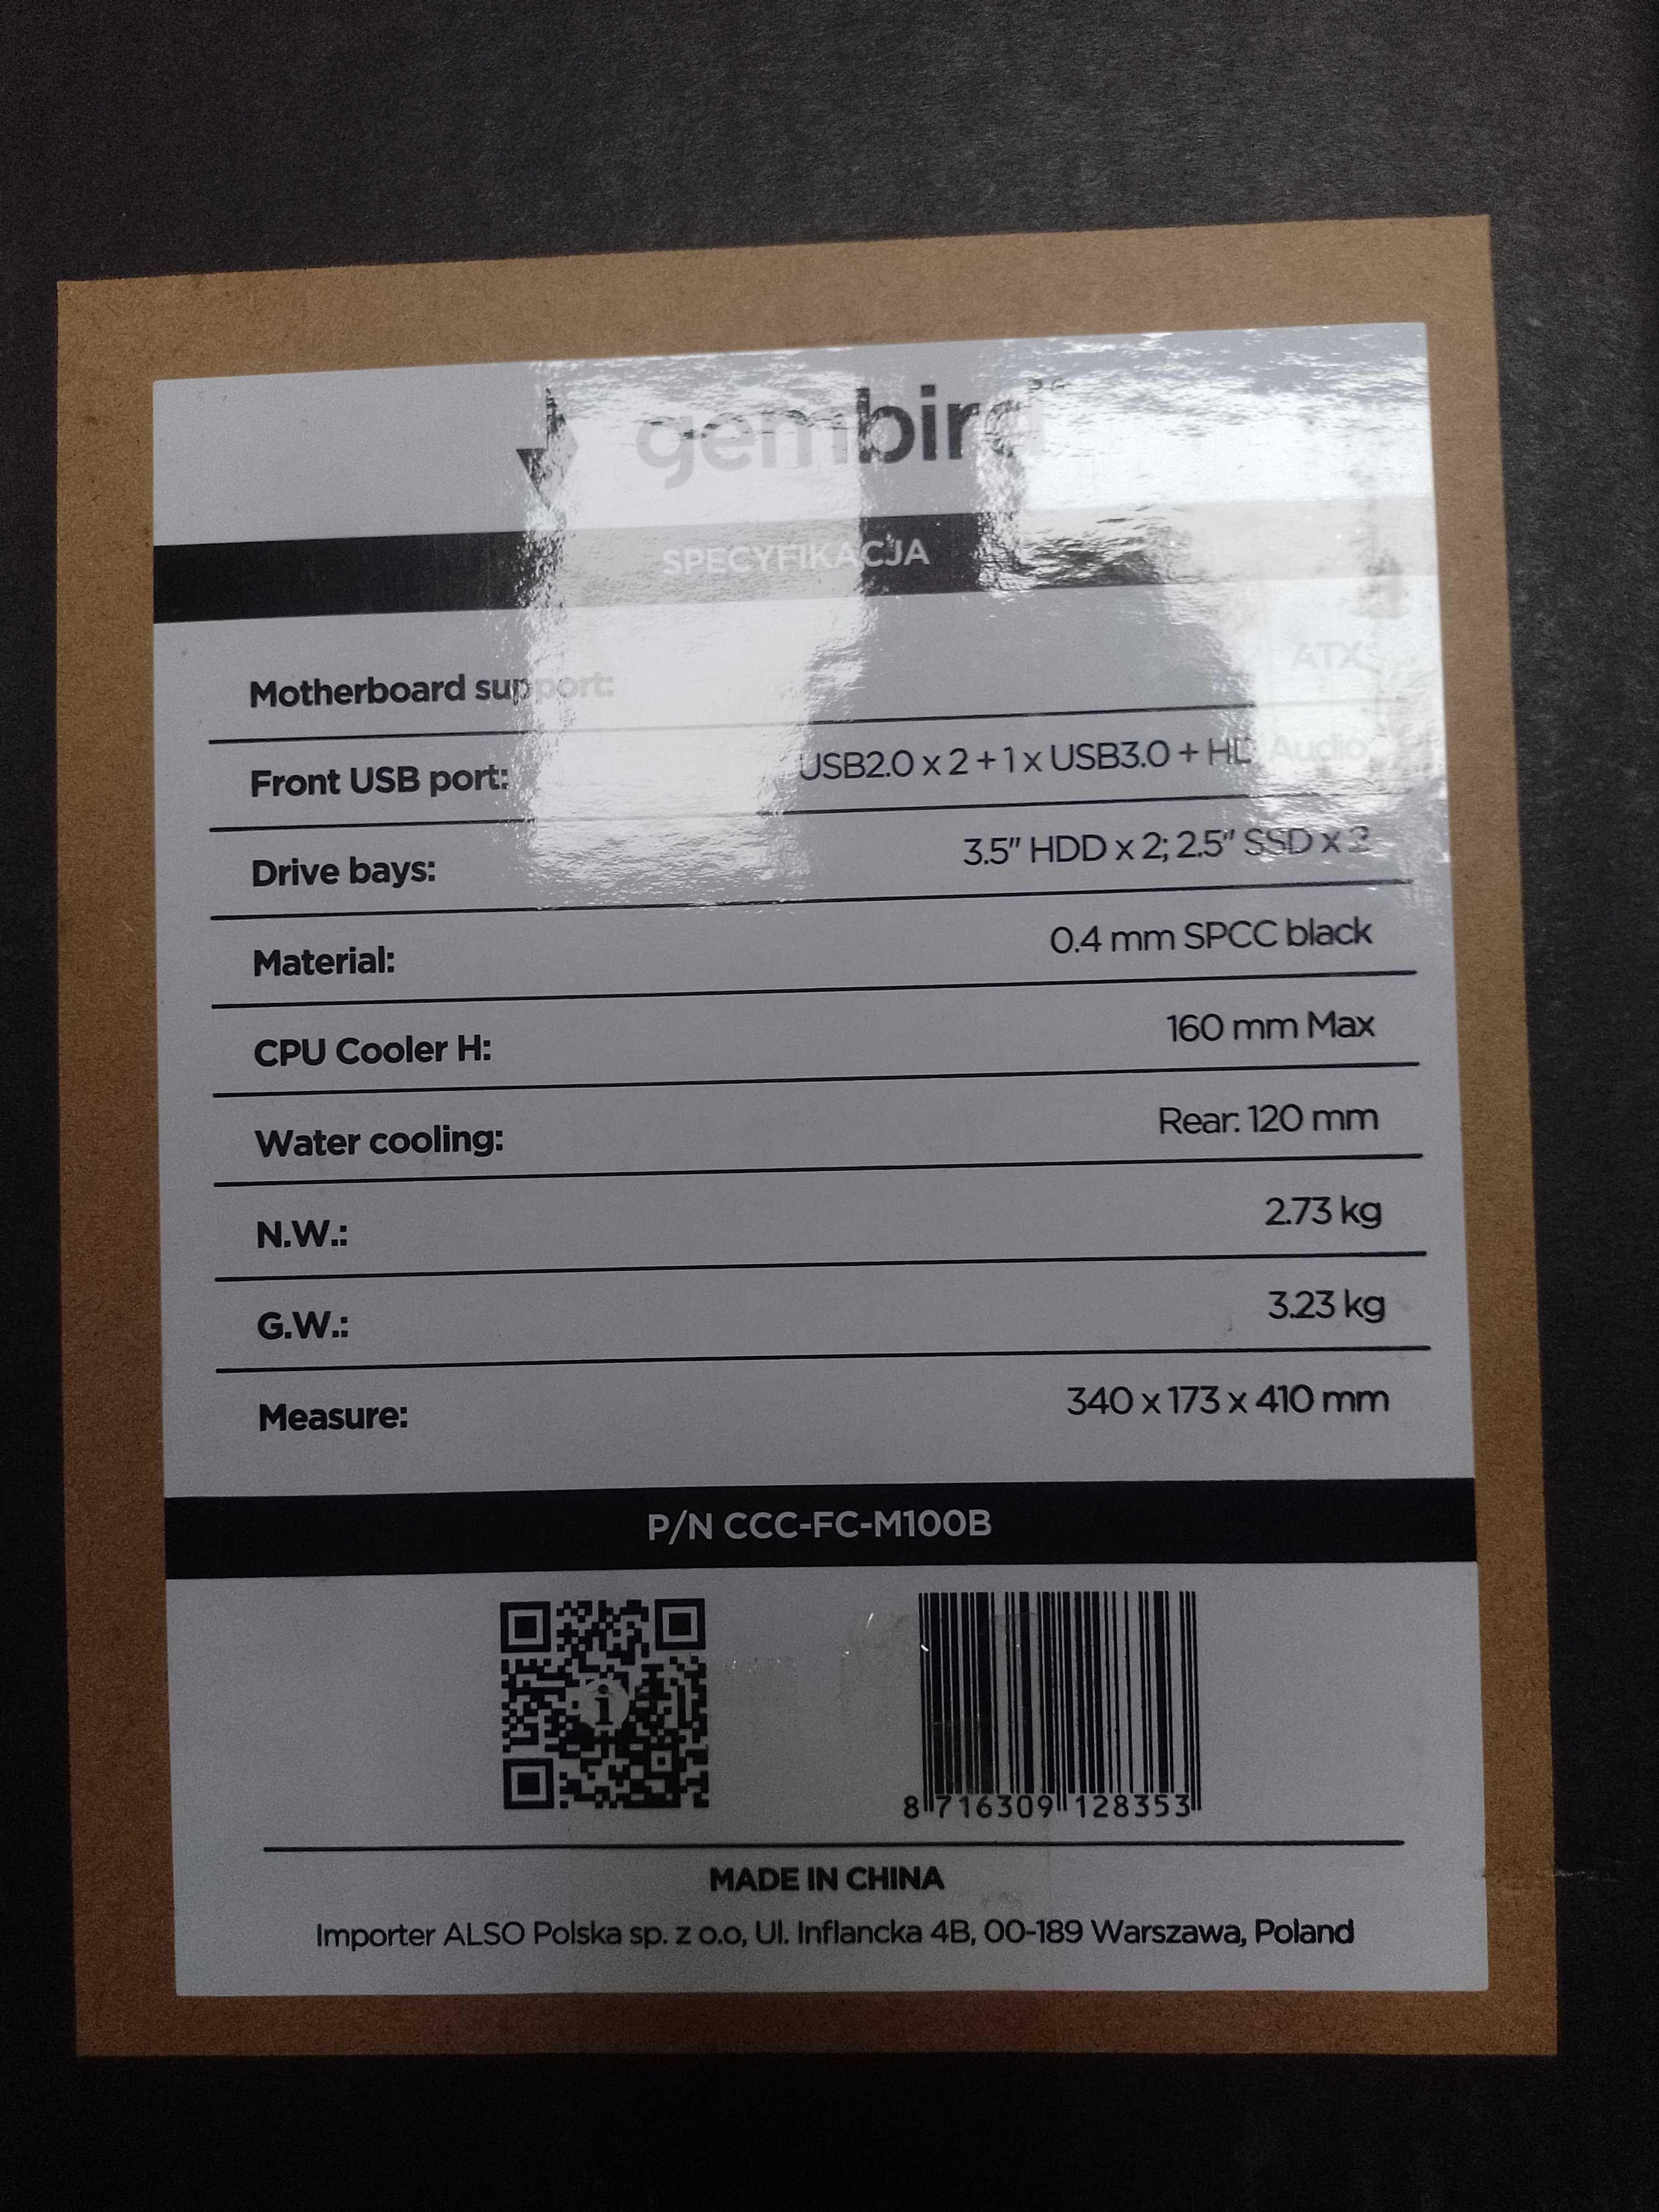 gembird
SPECYFIKACJA
Motherboard support: ATX
Front USB port: USB2.0 x 2 + 1 x USB3.0 + HD Audio
Drive bays: 3.5" HDD x 2; 2.5" SSD x
Material: 0.4 mm SPCC black
CPU Cooler H: 160 mm Max
Water cooling: Rear: 120 mm
N.W.: 2.73 kg
G.W.: 3.23 kg
Measure: 340 x 173 x 410 mm
P/N CCC-FC-M100B
i
8 716309 128353
MADE IN CHINA
Importer ALSO Polska sp. z o.o, Ul. Inflancka 4B, 00-189 Warszawa, Poland